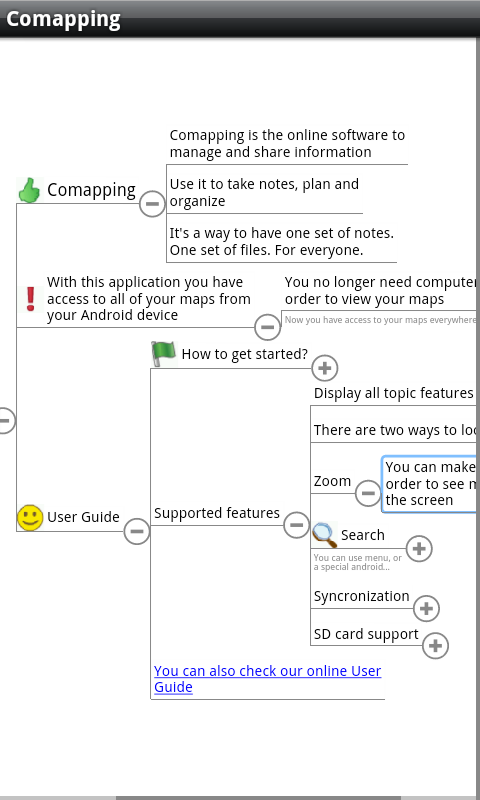 Comapping
Comapping is the online software to
manage and share information
Comapping
Use it to take notes, plan and
organize
It's a way to have one set of notes.
One set of files. For everyone.
With this application you have
access to all of your maps from
your Android device
You no longer need computer
order to view your maps
Now you have access to your maps everywhere
How to get started?
Display all topic features
There are two ways to
Zoom
You can make
order to see
the screen
User Guide
Supported features
Search
You can use menu, or
a special android...
Syncronization
SD card support
You can also check our online User
Guide